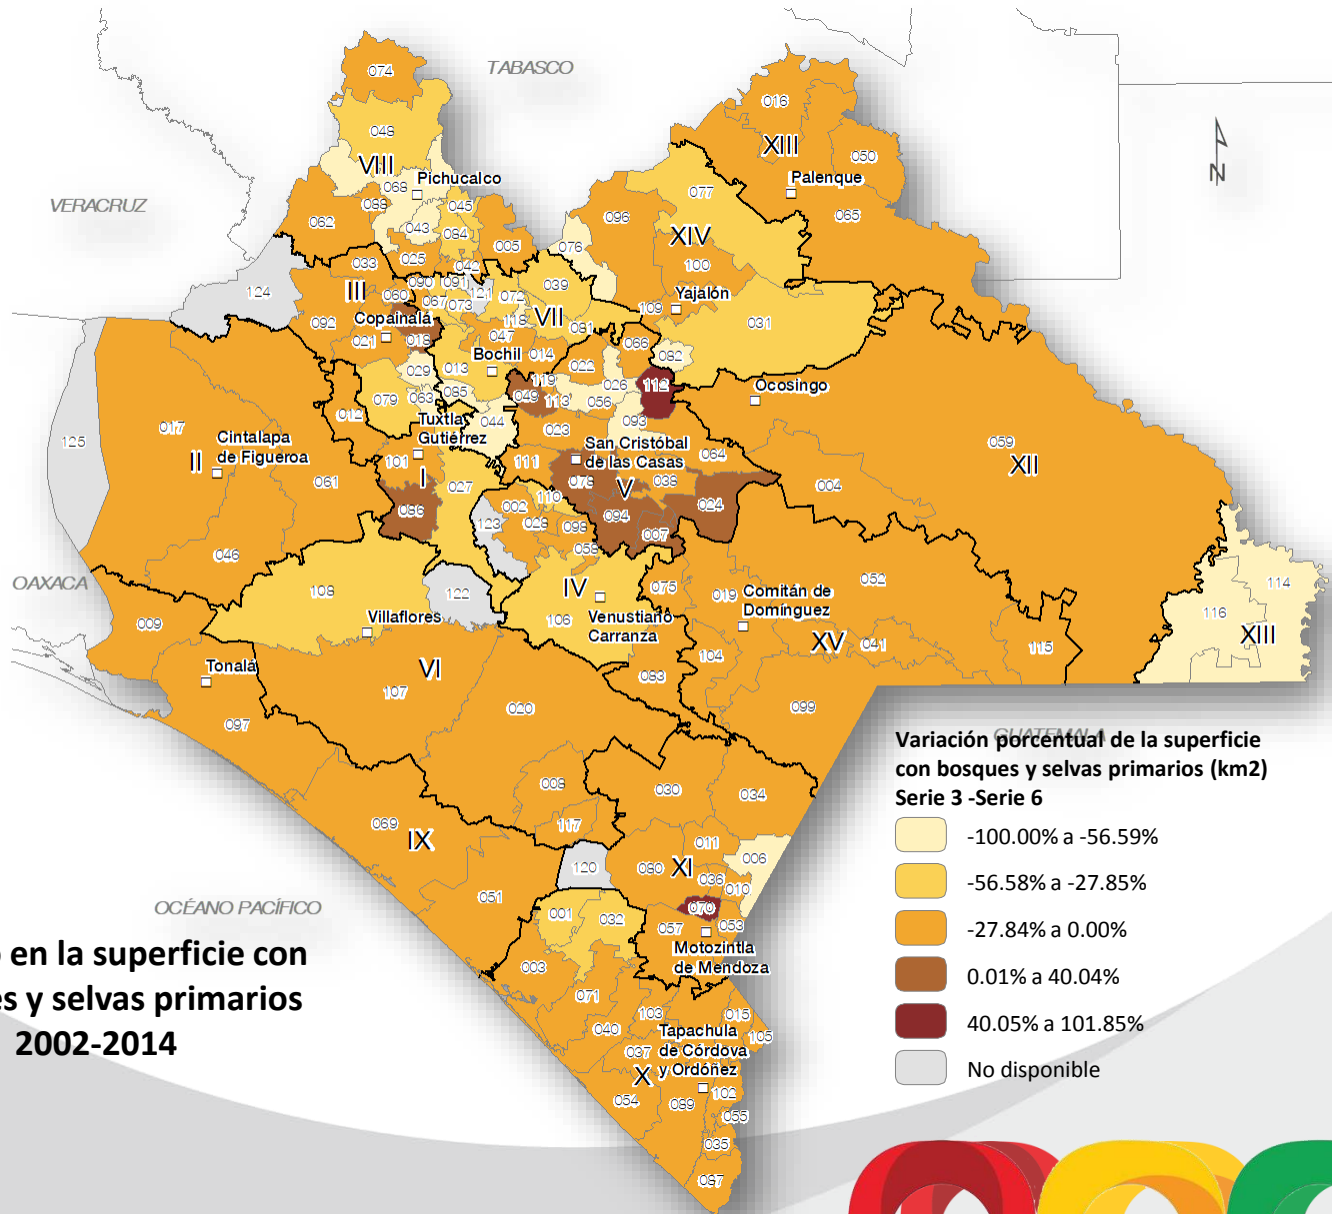 TABASCO
VERACRUZ
OAXACA
GUATEMALA
OCÉANO PACÍFICO
N
074
016
048
XIII
050
VIII
Pichucalco
068
Palenque
077
045
088
062
096
065
043
084
XIV
005
076
025
042
100
033
090
091
121
039
124
III
060
067
073
072
Yajalón
109
VII
118
031
092
Copainalá
081
018
047
021
066
082
013
Bochil
014
022
029
026
112
119
Ocosingo
079
063
085
049
113
056
012
044
093
017
Tuxtla
Gutiérrez
023
059
125
Cintalapa
de Figueroa
San Cristóbal
de las Casas
064
XII
II
101
111
061
I
027
078
V
038
004
024
086
002
110
094
123
028
098
007
046
058
IV
075
052
114
108
122
019
Comitán de
Domínguez
116
009
Villaflores
106
Venustiano
Carranza
XIII
XV
041
115
104
Tonalá
VI
083
107
099
097
020
008
030
034
069
117
IX
011
006
120
080
XI
036
010
051
070
001
032
057
053
Motozintla
de Mendoza
003
071
103
015
040
Tapachula
de Córdova
y Ordóñez
105
037
X
102
054
089
055
035
087
Variación porcentual de la superficie
con bosques y selvas primarios (km2)
Serie 3 -Serie 6
-100.00% a -56.59%
-56.58% a -27.85%
-27.84% a 0.00%
0.01% a 40.04%
40.05% a 101.85%
No disponible
en la superficie con
es y selvas primarios
2002-2014